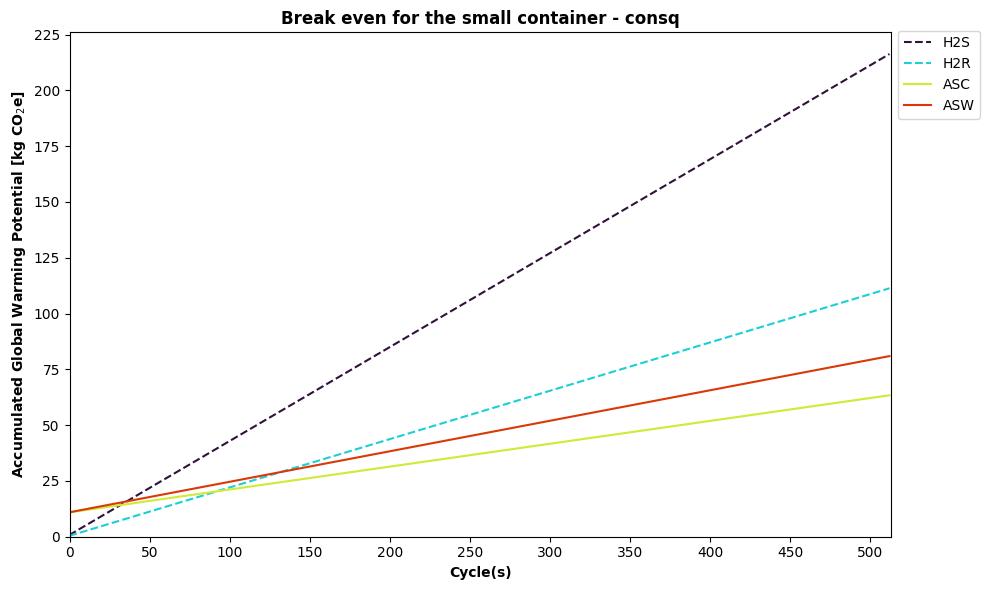 Break even for the small container - consq
Accumulated Global Warming Potential [kg CO₂e]
225
200
175
150
125
100
75
50
25
0
0 50 100 150 200 250 300 350 400 450 500
Cycle(s)
H2S
H2R
ASC
ASW